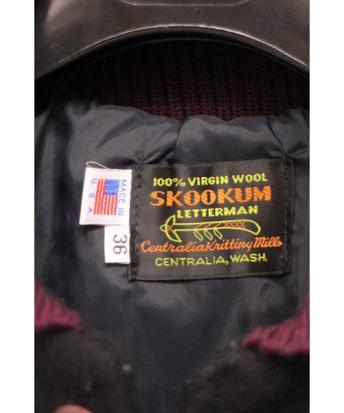 100% VIRGIN WOOL
SKOOKUM
LETTERMAN
Centralia Knitting Mills
CENTRALIA, WASH.
MADE IN
U.S.A
36